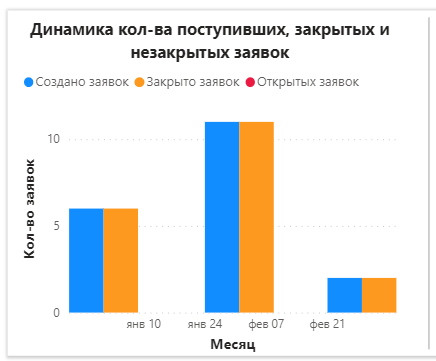 Динамика кол-ва поступивших, закрытых и
незакрытых заявок
Создано заявок Закрыто заявок Открытых заявок
10
5
0
Кол-во заявок
янв 10 янв 24 фев 07 фев 21
Месяц